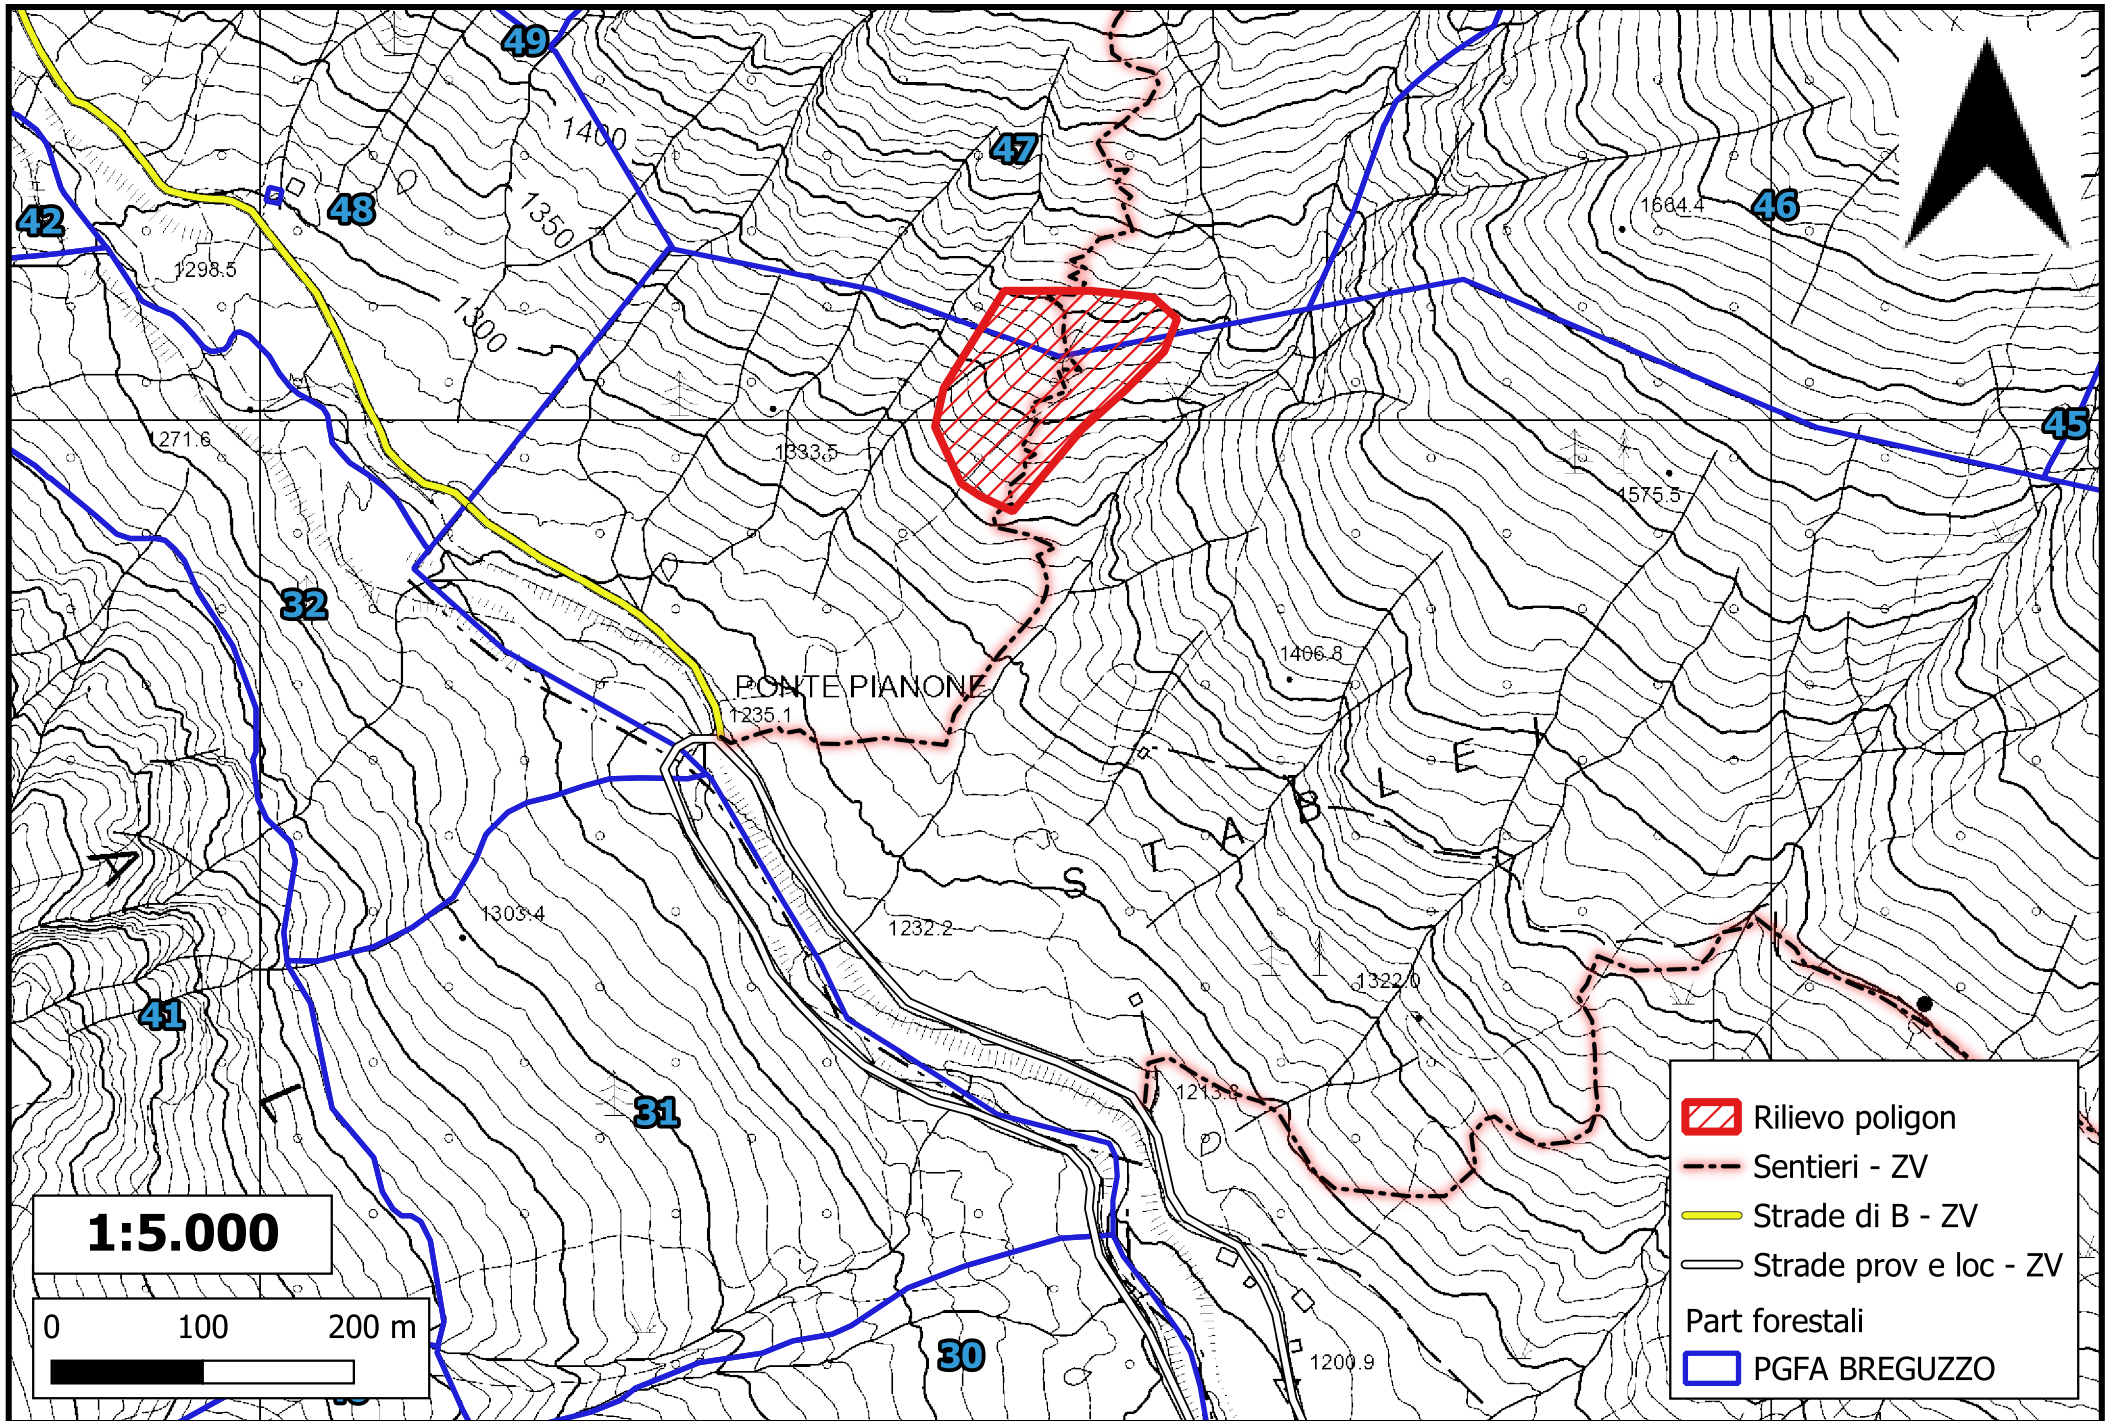 49
1400
47
48
1350
42
1664.4
46
1298.5
1300
45
1271.6
1333.5
1575.5
32
1406.8
PONTE PIANONE
1235.1
S T A B L E I
A
1303.4
1232.2
1322.0
41
L
31
1213.8
1:5.000
0 100 200 m
30
1200.9
Rilievo poligon
Sentieri - ZV
Strade di B - ZV
Strade prov e loc - ZV
Part forestali
PGFA BREGUZZO